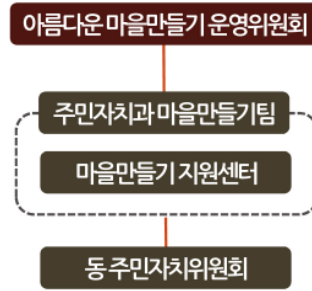 아름다운 마을만들기 운영위원회
주민자치과 마을만들기팀
마을만들기 지원센터
동 주민자치위원회